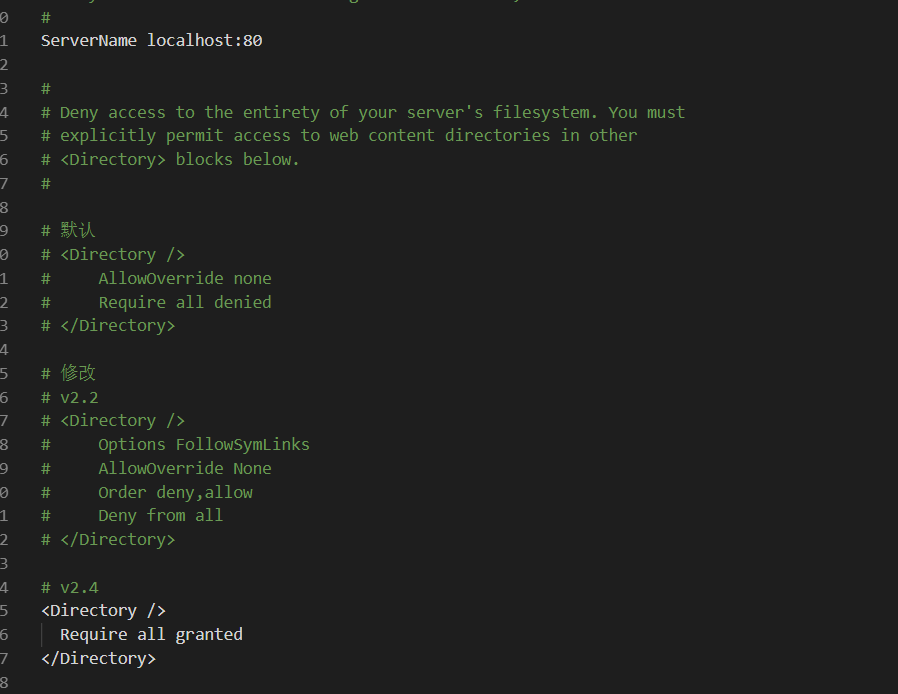 0 #
1 ServerName localhost:80
2
3 #
4 # Deny access to the entirety of your server's filesystem. You must
5 # explicitly permit access to web content directories in other
6 # <Directory> blocks below.
7 #
8
9 # 默认
0 # <Directory />
1 #     AllowOverride none
2 #     Require all denied
3 # </Directory>
4
5 # 修改
6 # v2.2
7 # <Directory />
8 #     Options FollowSymLinks
9 #     AllowOverride None
0 #     Order deny,allow
1 #     Deny from all
2 # </Directory>
3
4 # v2.4
5 <Directory />
6   Require all granted
7 </Directory>
8